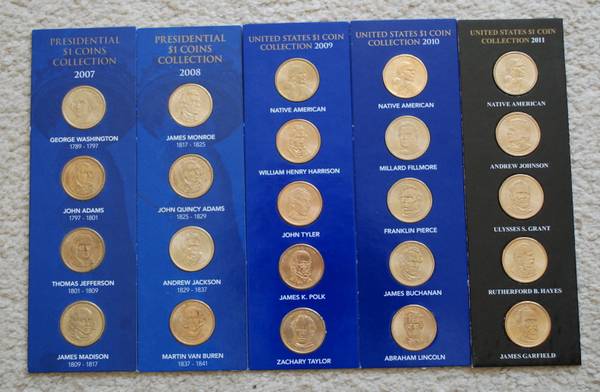 PRESIDENTIAL
$1 COINS
COLLECTION
2007
GEORGE WASHINGTON
1789 - 1797
JOHN ADAMS
1797 - 1801
THOMAS JEFFERSON
1801 - 1809
JAMES MADISON
1809 - 1817
PRESIDENTIAL
$1 COINS
COLLECTION
2008
JAMES MONROE
1817 - 1825
JOHN QUINCY ADAMS
1825 - 1829
ANDREW JACKSON
1829 - 1837
MARTIN VAN BUREN
1837 - 1841
UNITED STATES $1 COIN
COLLECTION 2009
NATIVE AMERICAN
WILLIAM HENRY HARRISON
JOHN TYLER
JAMES K. POLK
ZACHARY TAYLOR
UNITED STATES $1 COIN
COLLECTION 2010
NATIVE AMERICAN
MILLARD FILLMORE
FRANKLIN PIERCE
JAMES BUCHANAN
ABRAHAM LINCOLN
UNITED STATES $1 COIN
COLLECTION 2011
NATIVE AMERICAN
ANDREW JOHNSON
ULYSSES S. GRANT
RUTHERFORD B. HAYES
JAMES GARFIELD